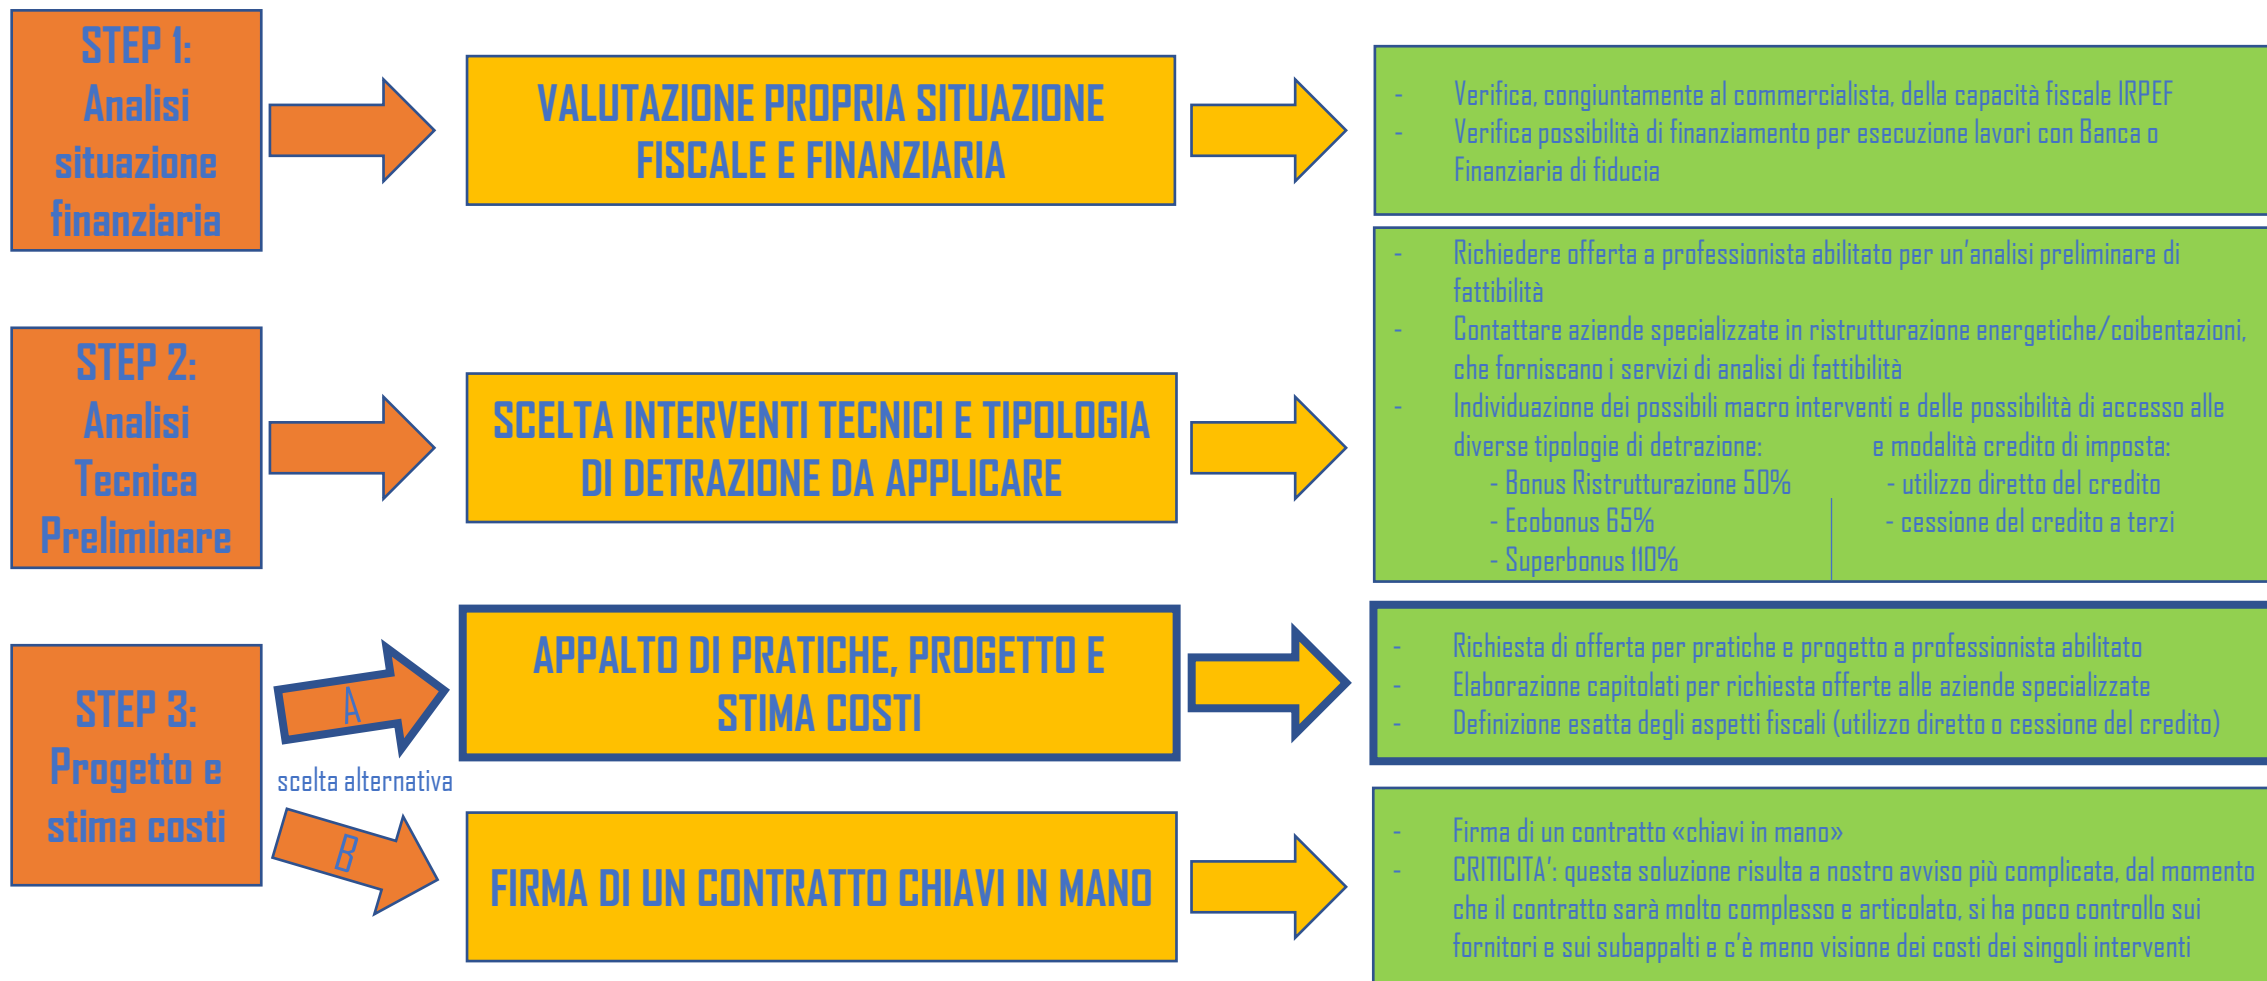 STEP 1:
Analisi
situazione
finanziaria
VALUTAZIONE PROPRIA SITUAZIONE
FISCALE E FINANZIARIA
- Verifica, congiuntamente al commercialista, della capacità fiscale IRPEF
- Verifica possibilità di finanziamento per esecuzione lavori con Banca o
Finanziaria di fiducia
STEP 2:
Analisi
Tecnica
Preliminare
SCELTA INTERVENTI TECNICI E TIPOLOGIA
DI DETRAZIONE DA APPLICARE
- Richiedere offerta a professionista abilitato per un'analisi preliminare di
fattibilità
- Contattare aziende specializzate in ristrutturazione energetiche/coibentazioni,
che forniscano i servizi di analisi di fattibilità
- Individuazione dei possibili macro interventi e delle possibilità di accesso alle
diverse tipologie di detrazione: e modalità credito di imposta:
- Bonus Ristrutturazione 50% - utilizzo diretto del credito
- Ecobonus 65% - cessione del credito a terzi
- Superbonus 110%
STEP 3:
Progetto e
stima costi
A
scelta alternativa
B
APPALTO DI PRATICHE, PROGETTO E
STIMA COSTI
- Richiesta di offerta per pratiche e progetto a professionista abilitato
- Elaborazione capitolati per richiesta offerte alle aziende specializzate
- Definizione esatta degli aspetti fiscali (utilizzo diretto o cessione del credito)
FIRMA DI UN CONTRATTO CHIAVI IN MANO
- Firma di un contratto «chiavi in mano»
- CRITICITA': questa soluzione risulta a nostro avviso più complicata, dal momento
che il contratto sarà molto complesso e articolato, si ha poco controllo sui
fornitori e sui subappalti e c'è meno visione dei costi dei singoli interventi